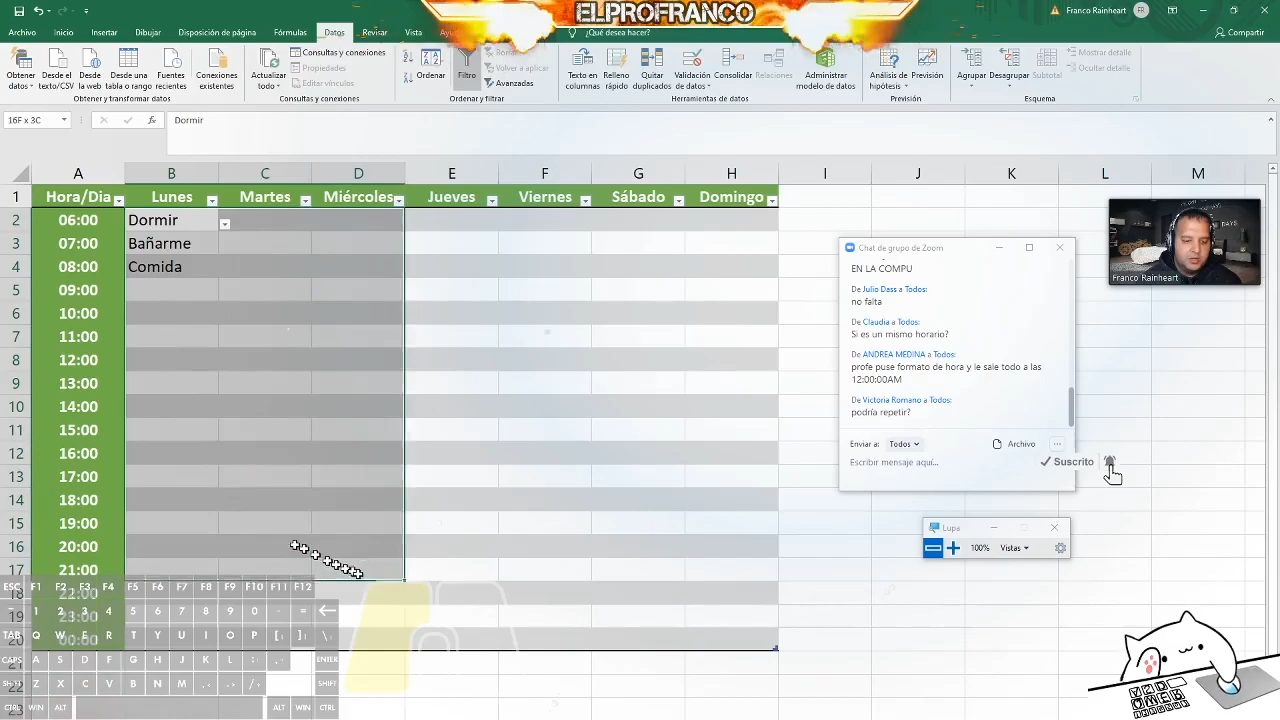 ELPROFRANCO
Franco Rainheart FR
Archivo Inicio Insertar Dibujar Disposición de página Fórmulas Datos Revisar Vista ¿Qué desea hacer? Compartir
Obtener datos
Desde el texto/CSV
Desde la web
Desde una tabla o rango
Fuentes recientes
Conexiones existentes
Obtener y transformar datos
Actualizar todo
Consultas y conexiones
Propiedades
Editar vínculos
Consultas y conexiones
Ordenar
Filtro
Volver a aplicar
Avanzadas
Ordenar y filtrar
Texto en columnas
Relleno rápido
Quitar duplicados
Validación de datos
Consolidar
Relaciones
Administrar modelo de datos
Herramientas de datos
Análisis de hipótesis
Previsión
Previsión
Agrupar
Desagrupar
Subtotal
Mostrar detalle
Ocultar detalle
Esquema
16F x 3C
fx
Dormir
A B C D E F G H I J K L M
1 Hora/Dia Lunes Martes Miércoles Jueves Viernes Sábado Domingo
2 06:00 Dormir
3 07:00 Bañarme
4 08:00 Comida
5 09:00
6 10:00
7 11:00
8 12:00
9 13:00
10 14:00
11 15:00
12 16:00
13 17:00
14 18:00
15 19:00
16 20:00
17 21:00
18 22:00
19 23:00
20 00:00
21
22
23
Chat de grupo de Zoom
EN LA COMPU
De Julio Dass a Todos:
no falta
De Claudia a Todos:
Si es un mismo horario?
De ANDREA MEDINA a Todos:
profe puse formato de hora y le sale todo a las
12:00:00AM
De Victoria Romano a Todos:
podría repetir?
Enviar a: Todos
Archivo
Escribir mensaje aquí...
Suscrito
Franco Rainheart
Lupa
100% Vistas
ESC F1 F2 F3 F4 F5 F6 F7 F8 F9 F10 F11 F12
~ 1 2 3 4 5 6 7 8 9 0 - =
TAB Q W E R T Y U I O P [ ] \
CAPS A S D F G H J K L ENTER
SHIFT Z X C V B N M SHIFT
CTRL WIN ALT ALT WIN CTRL